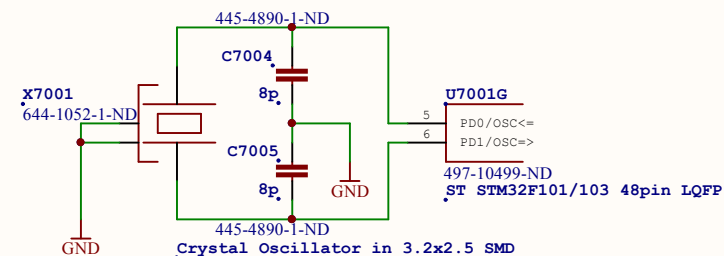 445-4890-1-ND
C7004
8p
X7001
644-1052-1-ND
U7001G
5
PD0/OSC<=
6
PD1/OSC=>
C7005
8p
GND
497-10499-ND
ST STM32F101/103 48pin LQFP
445-4890-1-ND
GND
Crystal Oscillator in 3.2x2.5 SMD